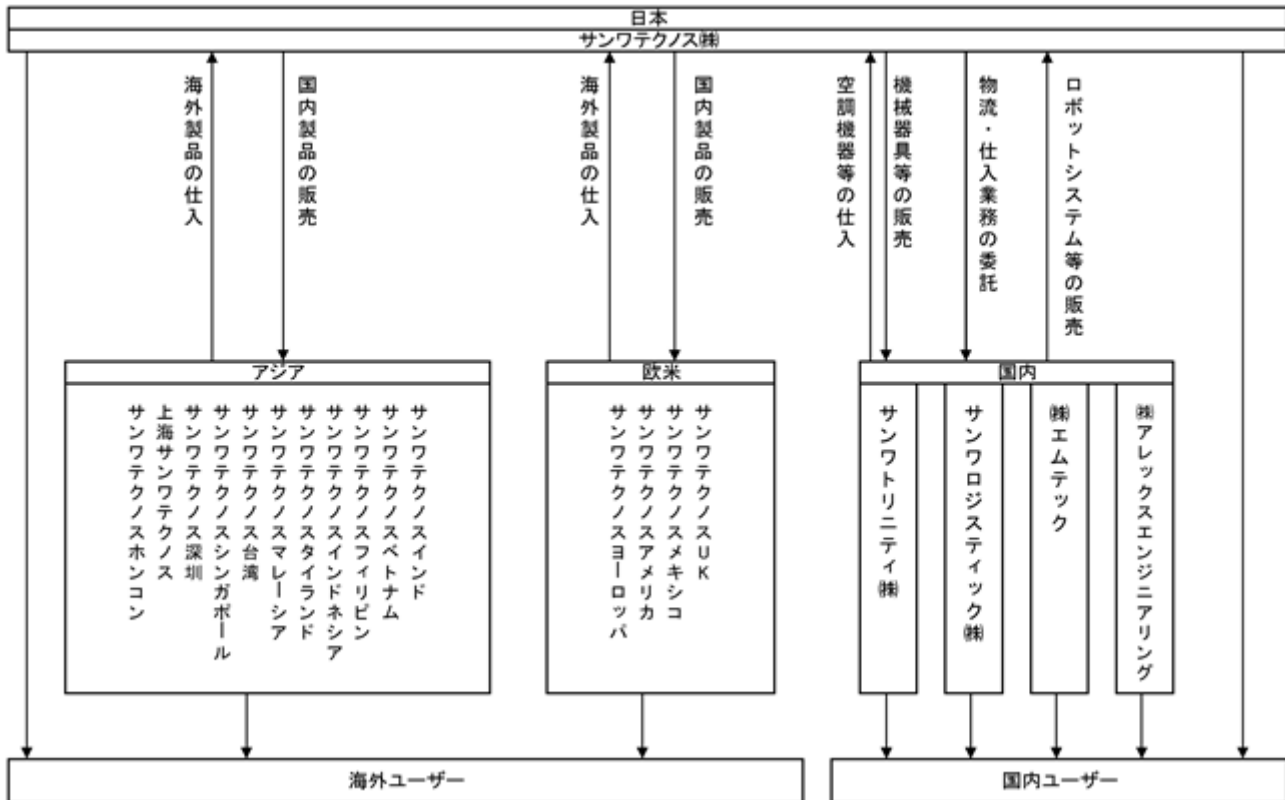 日本
サンワテクノス㈱
海外製品の仕入
国内製品の販売
海外製品の仕入
国内製品の販売
空調機器等の仕入
機械器具等の販売
物流・仕入業務の委託
ロボットシステム等の販売
アジア
サンワテクノスホンコン
上海サンワテクノス
サンワテクノス深圳
サンワテクノスシンガポール
サンワテクノス台湾
サンワテクノスマレーシア
サンワテクノスタイランド
サンワテクノスインドネシア
サンワテクノスフィリピン
サンワテクノスベトナム
サンワテクノスインド
欧米
サンワテクノスヨーロッパ
サンワテクノスアメリカ
サンワテクノスメキシコ
サンワテクノスUK
国内
サンワトリニティ㈱
サンワロジスティック㈱
㈱エムテック
㈱アレックスエンジニアリング
海外ユーザー
国内ユーザー